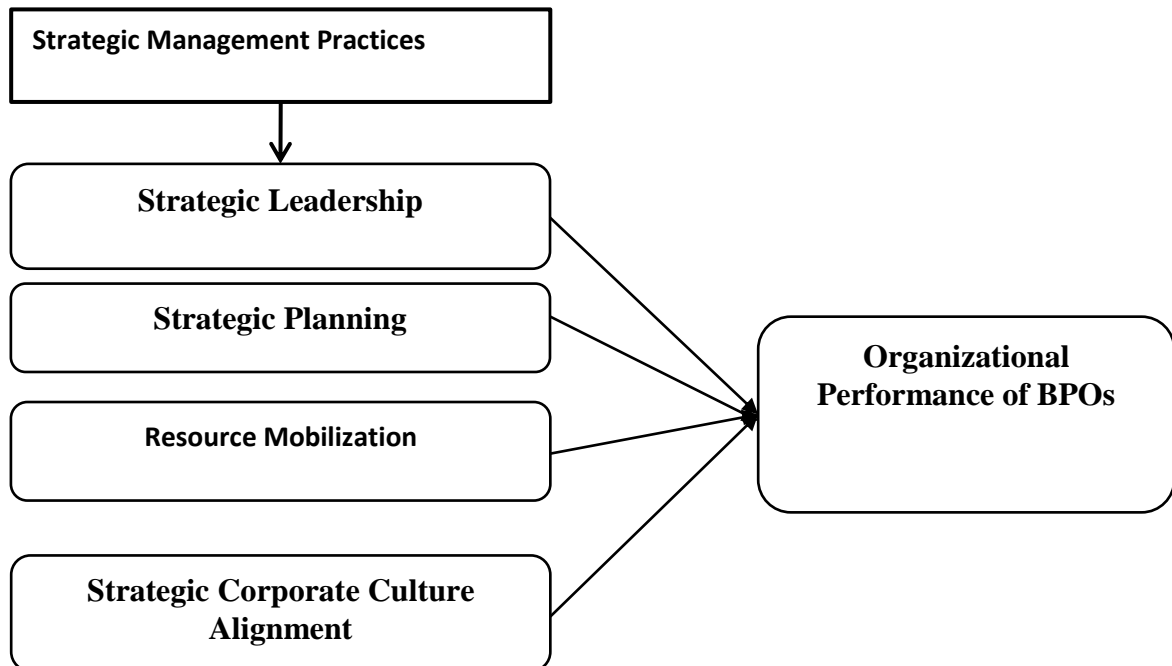 Strategic Management Practices
Strategic Leadership
Strategic Planning
Resource Mobilization
Strategic Corporate Culture
Alignment
Organizational
Performance of BPOs